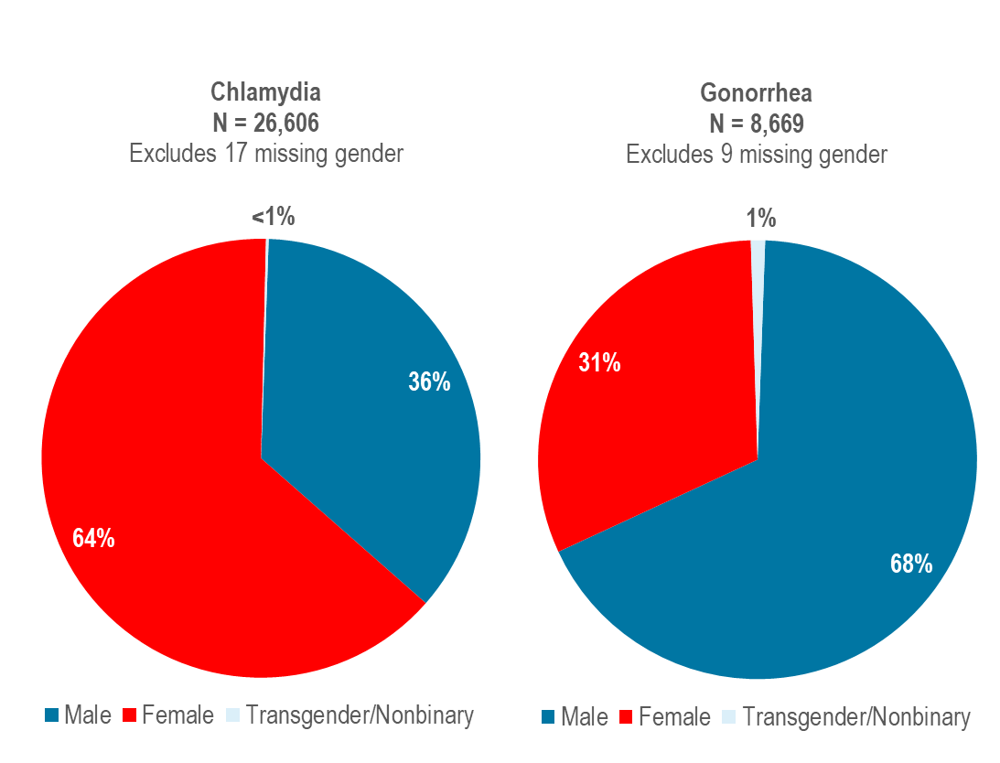 Chlamydia
N = 26,606
Excludes 17 missing gender
<1%
36%
64%
Male Female Transgender/Nonbinary
Gonorrhea
N = 8,669
Excludes 9 missing gender
1%
31%
68%
Male Female Transgender/Nonbinary